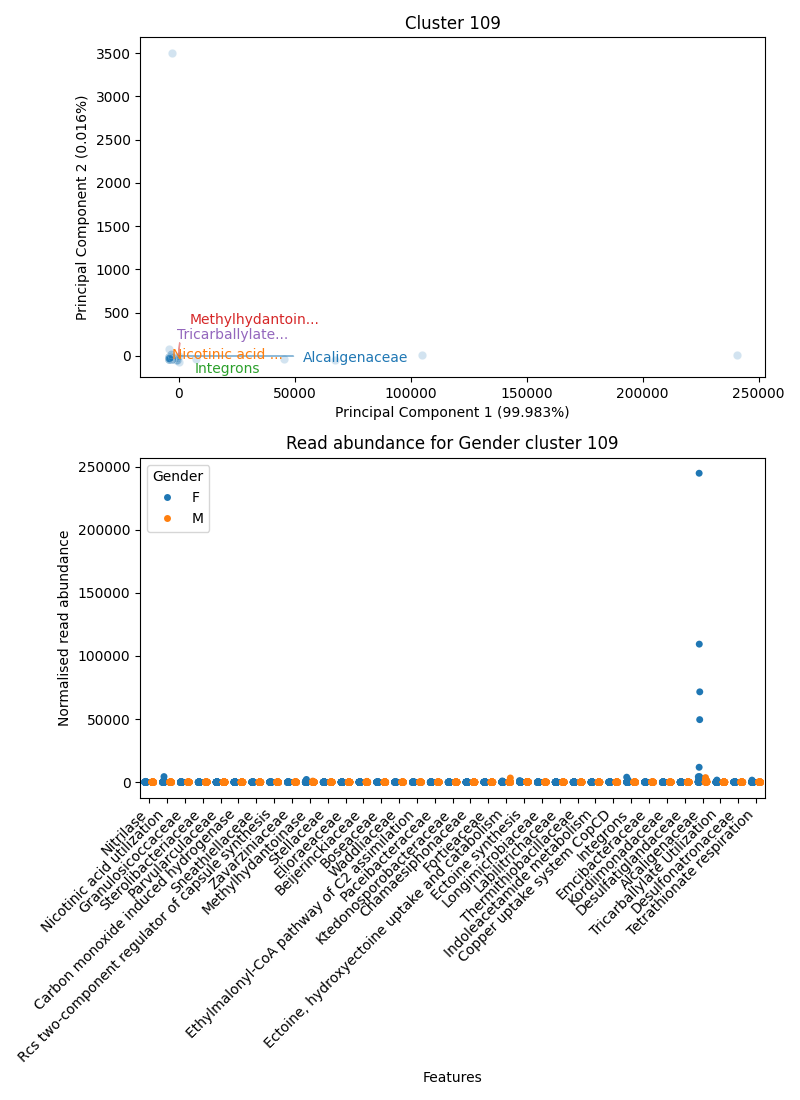 Cluster 109
Principal Component 2 (0.016%)
3500
3000
2500
2000
1500
1000
500
0
Methylhydantoin...
Tricarballylate...
Nicotinic acid ...
Alcaligenaceae
Integrons
0
50000
100000
150000
200000
250000
Principal Component 1 (99.983%)
Read abundance for Gender cluster 109
Normalised read abundance
250000
200000
150000
100000
50000
0
Gender
F
M
Nitrilase
Nicotinic acid utilization
Granulosicoccaceae
Sterolibacteriaceae
Parvularculaceae
Carbon monoxide induced hydrogenase
Sneathiellaceae
Rcs two-component regulator of capsule synthesis
Zavarziniaceae
Methylhydantoinase
Stellaceae
Elioraeaceae
Beijerinckiaceae
Boseaceae
Waddliaceae
Ethylmalonyl-CoA pathway of C2 assimilation
Paceibacteraceae
Ktedonosporobacteraceae
Chamaesiphonaceae
Fortieaceae
Ectoine, hydroxyectoine uptake and catabolism
Ectoine synthesis
Longimicrobiaceae
Labilitrichaceae
Thermithiobacillaceae
Indoleacetamide metabolism
Copper uptake system CopCD
Integrons
Emcibacteraceae
Kordiimonadaceae
Desulfatiglandaceae
Alcaligenaceae
Tricarballylate Utilization
Desulfonatronaceae
Tetrathionate respiration
Features